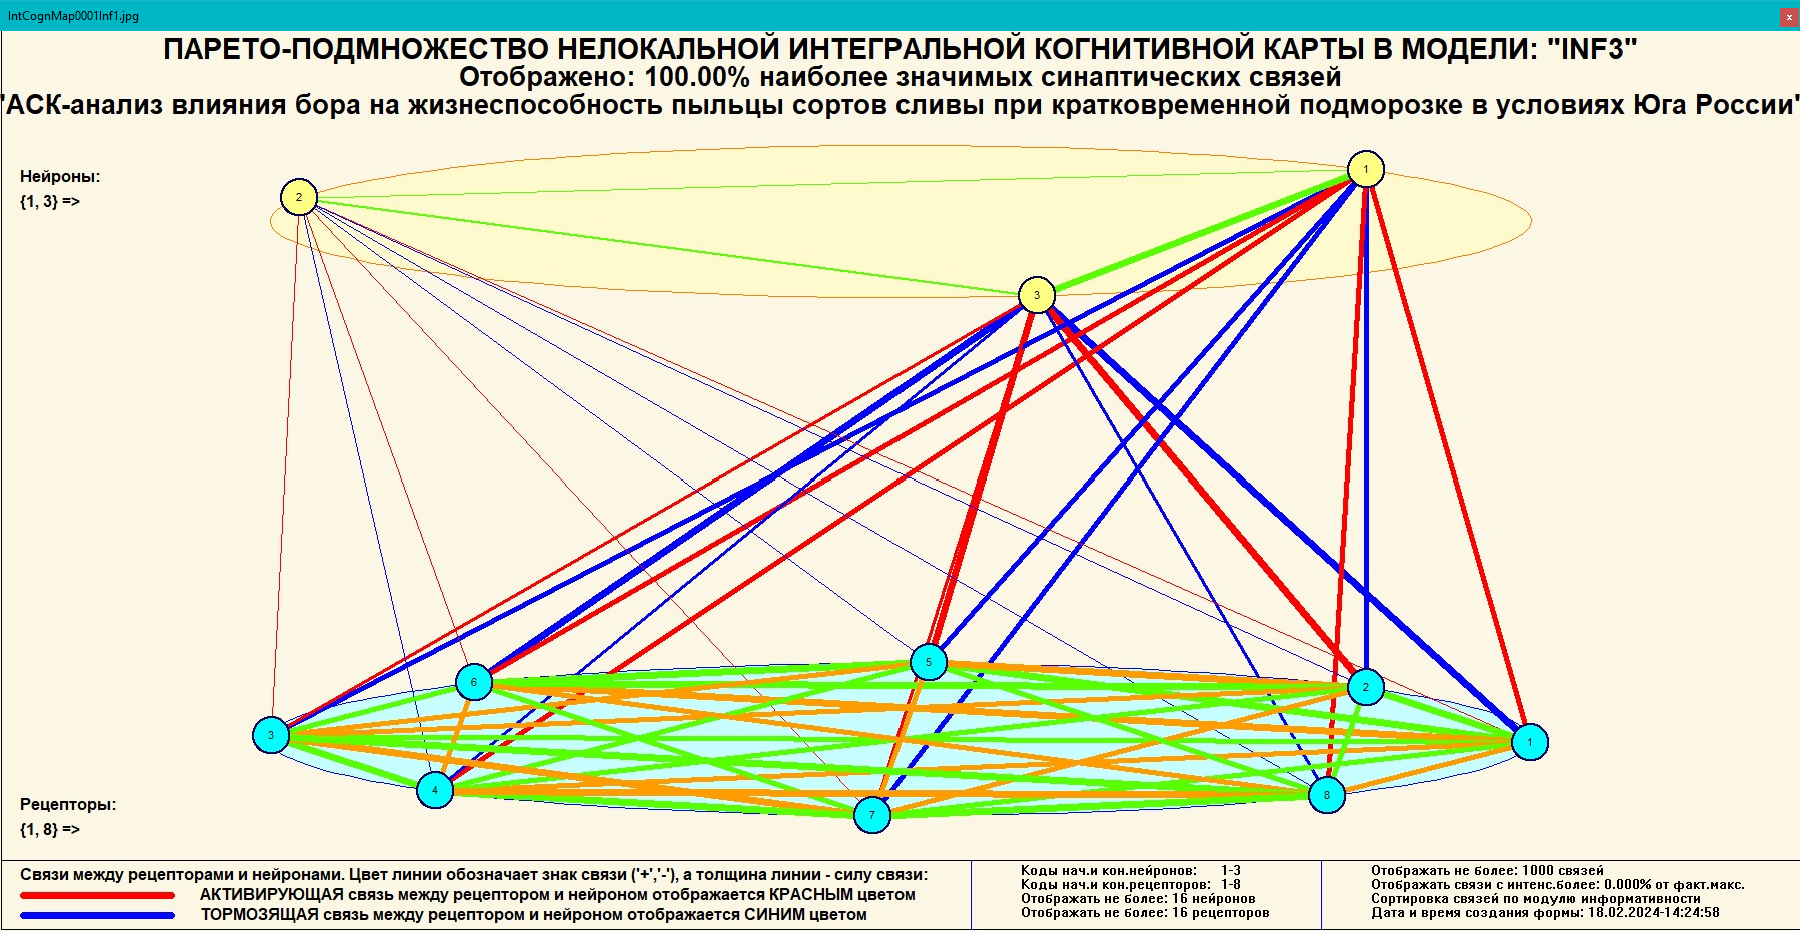 IntCognMap0001Inf1.jpg
x
ПАРЕТО-ПОДМНОЖЕСТВО НЕЛОКАЛЬНОЙ ИНТЕГРАЛЬНОЙ КОГНИТИВНОЙ КАРТЫ В МОДЕЛИ: "INF3"
Отображено: 100.00% наиболее значимых синаптических связей
"АСК-анализ влияния бора на жизнеспособность пыльцы сортов сливы при кратковременной подморозке в условиях Юга России"
Нейроны:
{1, 3} =>
1
2
3
5
6
2
3
1
4
8
7
Рецепторы:
{1, 8} =>
Связи между рецепторами и нейронами. Цвет линии обозначает знак связи ('+','-'), а толщина линии - силу связи:
АКТИВИРУЮЩАЯ связь между рецептором и нейроном отображается КРАСНЫМ цветом
ТОРМОЗЯЩАЯ связь между рецептором и нейроном отображается СИНИМ цветом
Коды нач.и кон.нейронов: 1-3
Коды нач.и кон.рецепторов: 1-8
Отображать не более: 16 нейронов
Отображать не более: 16 рецепторов
Отображать не более: 1000 связей
Отображать связи с интенс.более: 0.000% от факт.макс.
Сортировка связей по модулю информативности
Дата и время создания формы: 18.02.2024-14:24:58